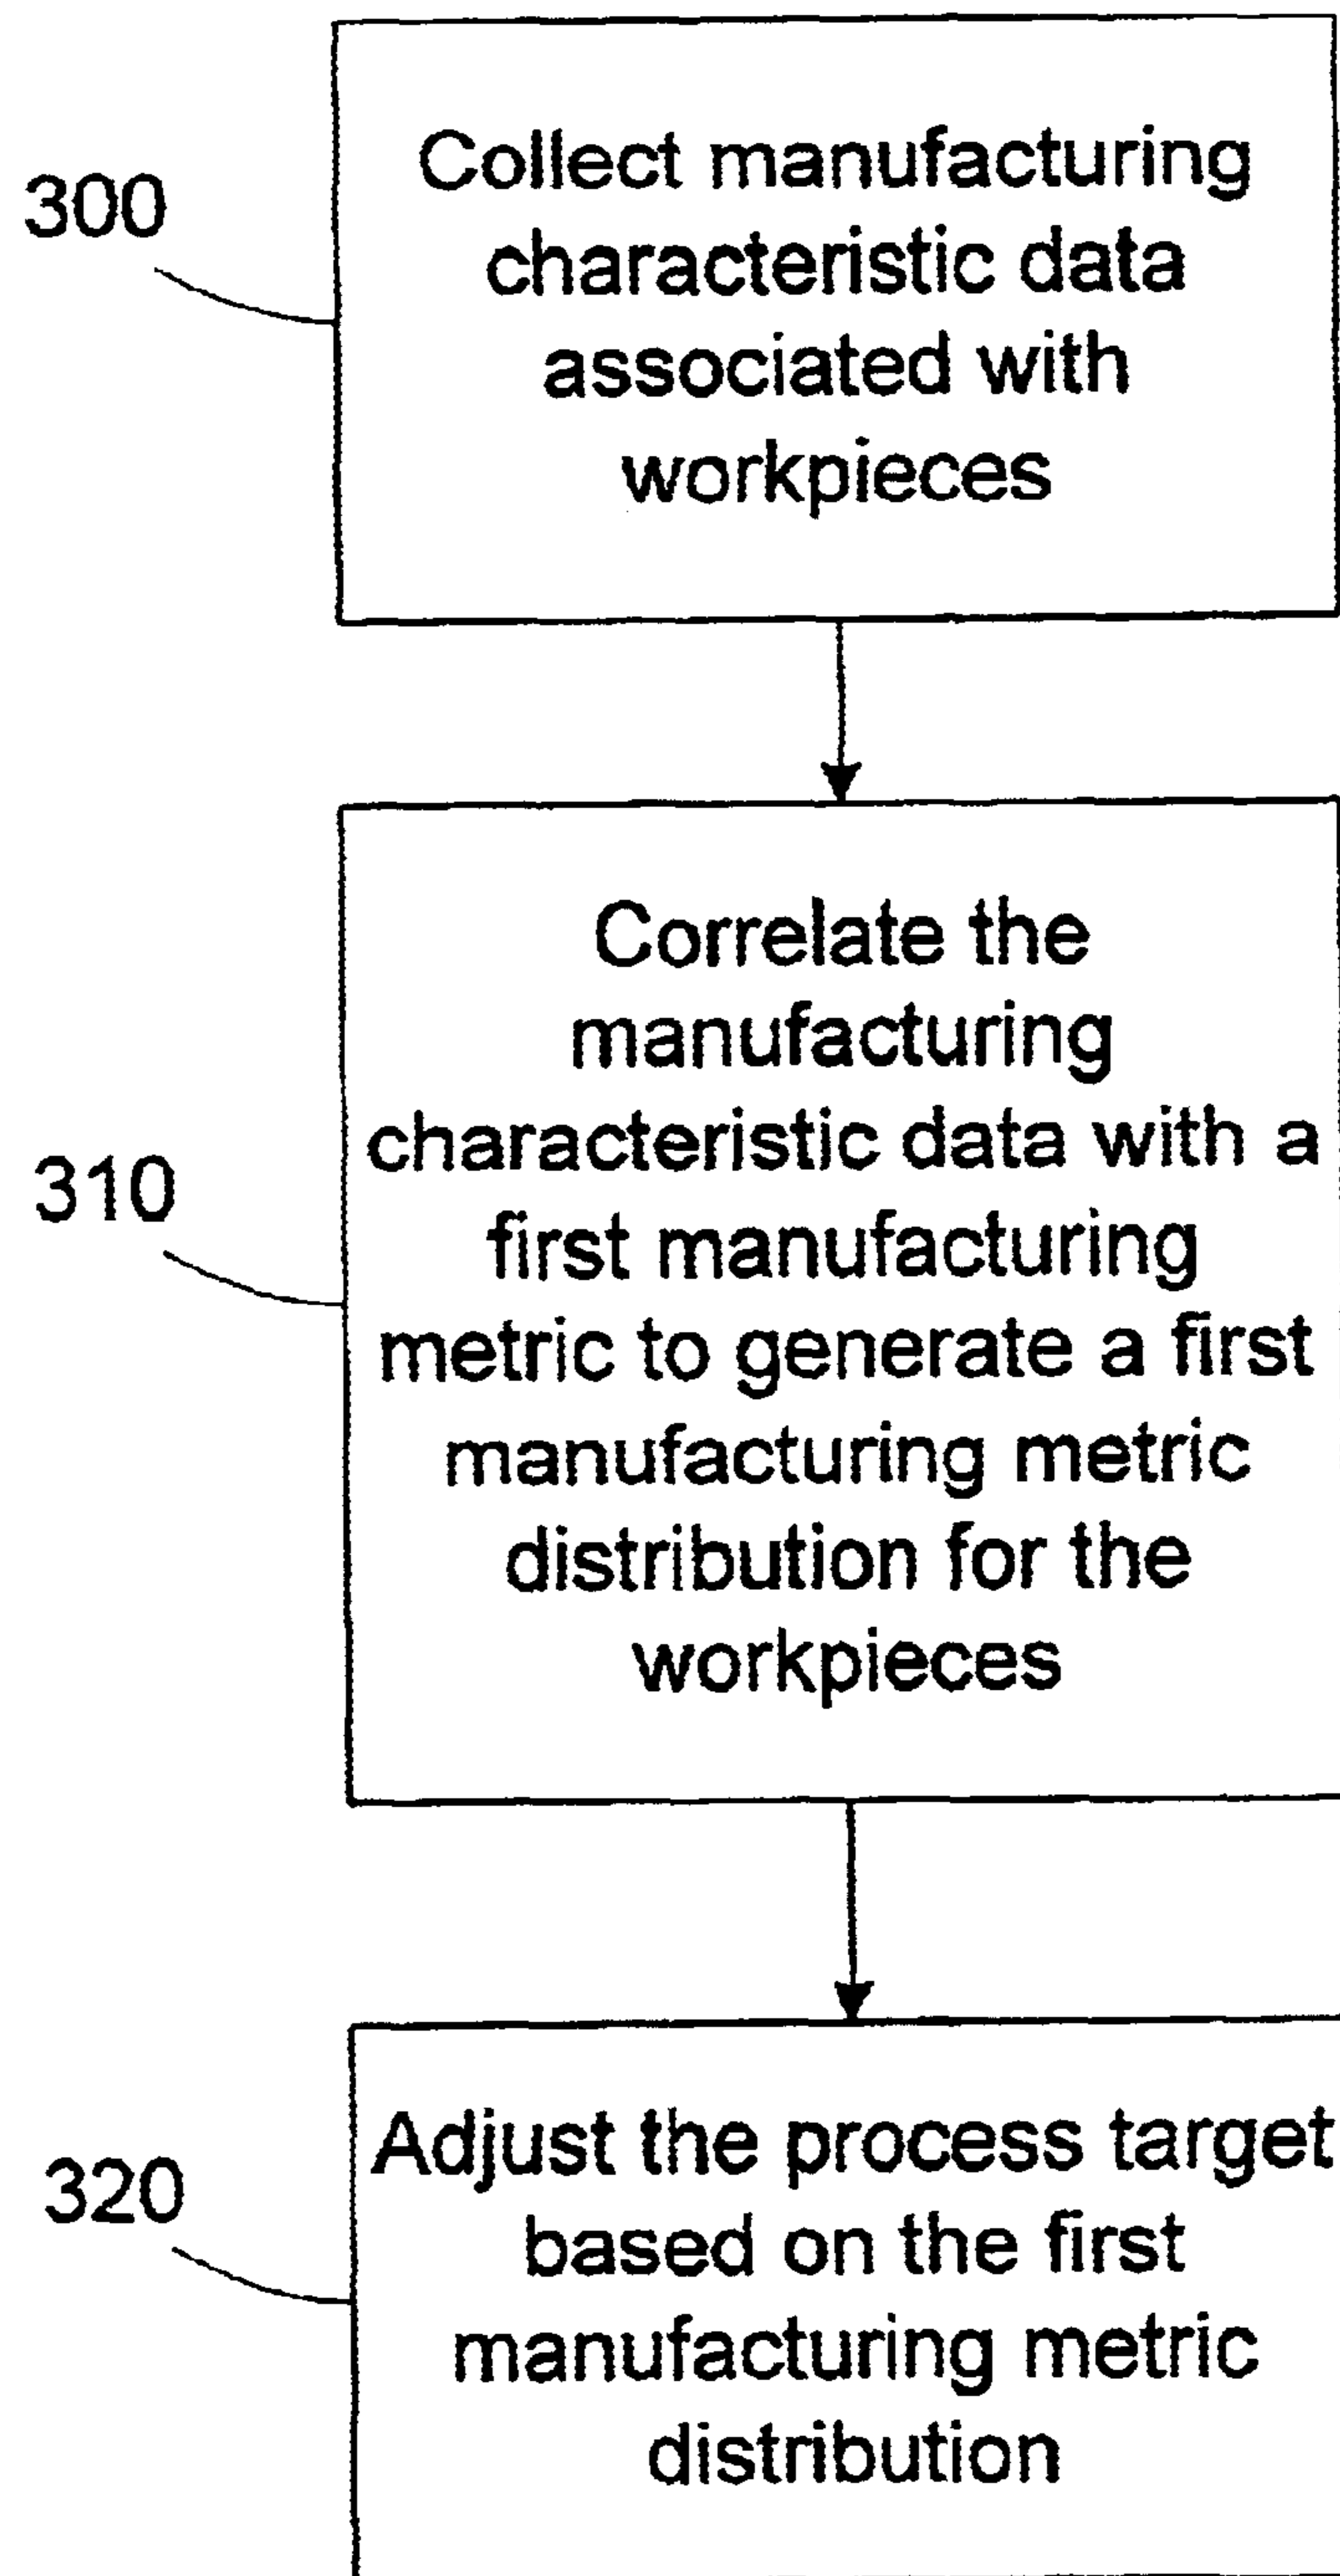 300
Collect manufacturing
characteristic data
associated with
workpieces
310
Correlate the
manufacturing
characteristic data with a
first manufacturing
metric to generate a first
manufacturing metric
distribution for the
workpieces
320
Adjust the process target
based on the first
manufacturing metric
distribution